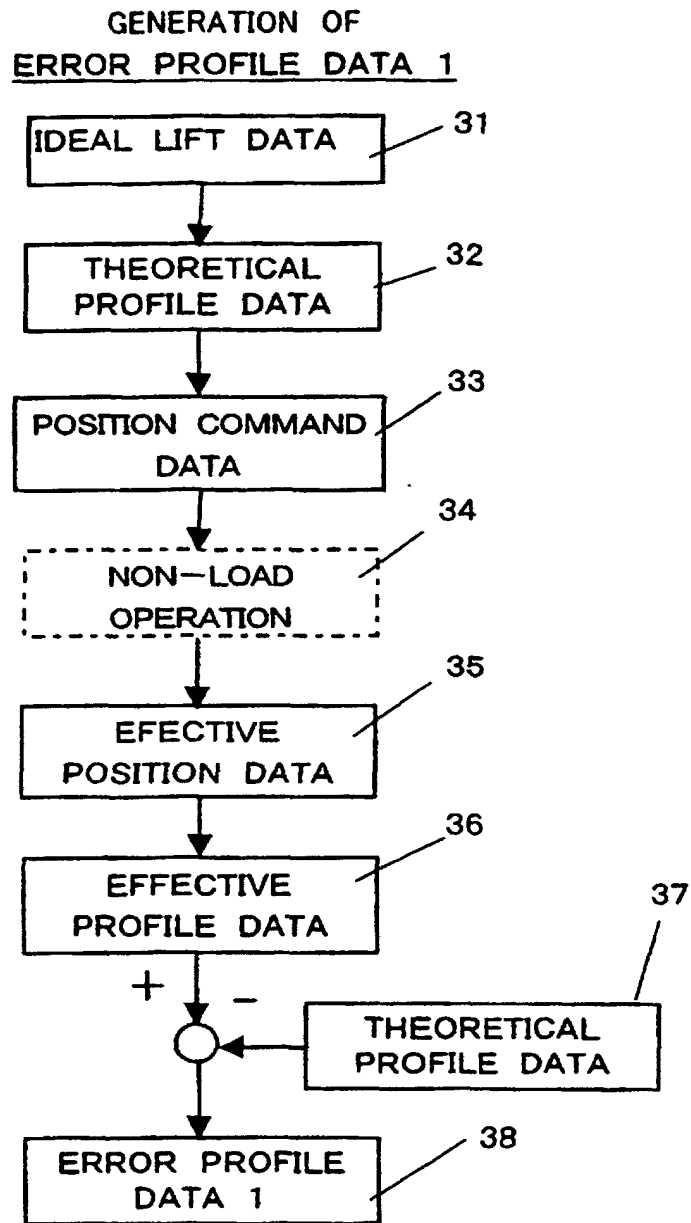 GENERATION OF
ERROR PROFILE DATA 1
31
IDEAL LIFT DATA
32
THEORETICAL
PROFILE DATA
33
POSITION COMMAND
DATA
34
NON-LOAD
OPERATION
35
EFECTIVE
POSITION DATA
36
EFFECTIVE
PROFILE DATA
37
+ -
THEORETICAL
PROFILE DATA
38
ERROR PROFILE
DATA 1